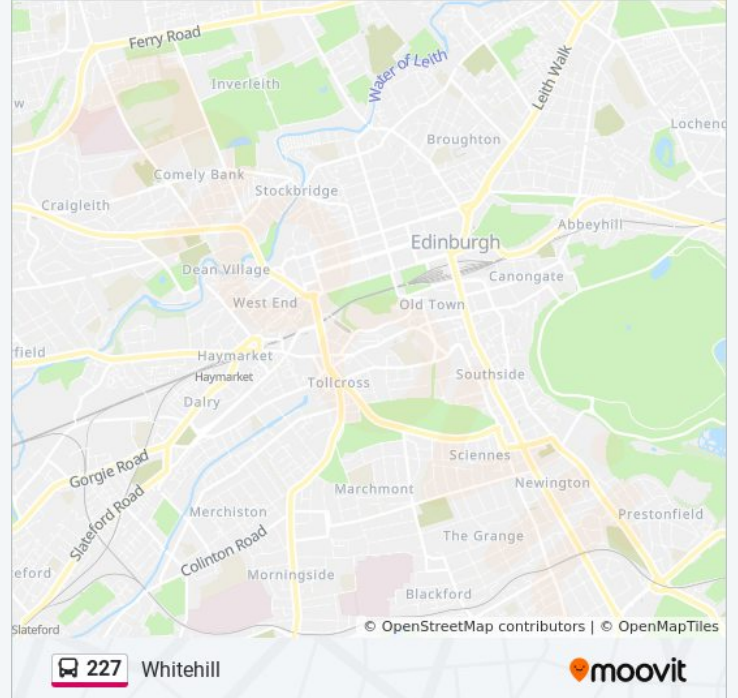 Ferry Road
Water of Leith
Leith Walk
Inverleith
w
Lochend
Broughton
Comely Bank
Stockbridge
Craigleith
Abbeyhill
Edinburgh
Dean Village
Canongate
West End
Old Town
field
Haymarket
Haymarket
Tollcross
Southside
Dalry
Gorgie Road
Sciennes
Marchmont
Newington
Slateford Road
Merchiston
Prestonfield
Colinton Road
The Grange
eford
Morningside
Blackford
Slateford
© OpenStreetMap contributors | © OpenMapTiles
227 Whitehill
moovit